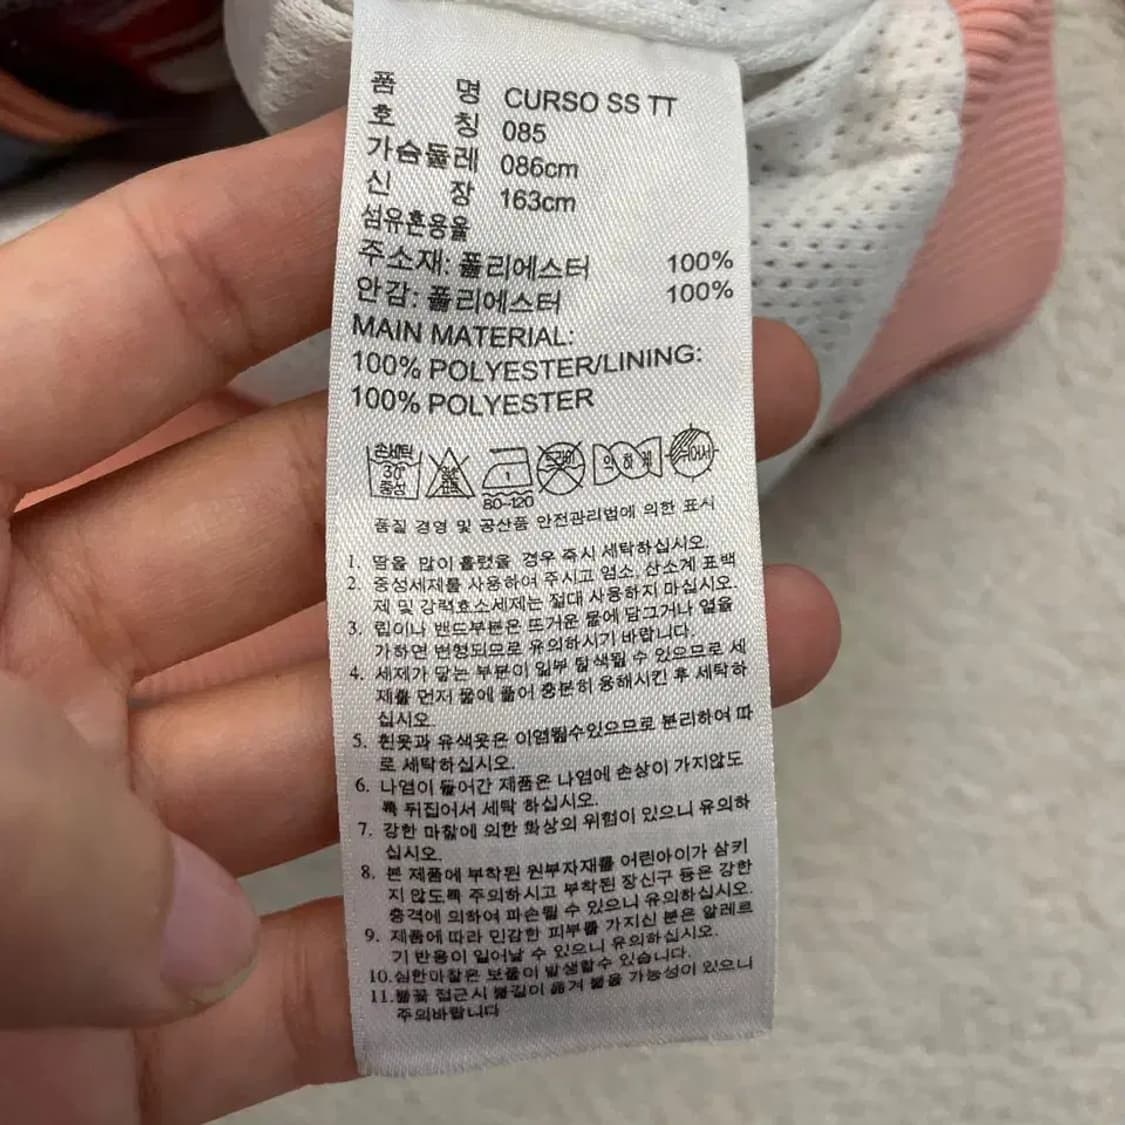 품 명 CURSO SS TT
호 칭 085
가슴둘레 086cm
신 장 163cm
섬유혼용율
주소재: 폴리에스터 100%
안감: 폴리에스터 100%
MAIN MATERIAL:
100% POLYESTER/LINING:
100% POLYESTER
손세탁 30℃ 중성
염소표백
80~120
드라이
약하게
뉘어서
품질 경영 및 공산품 안전관리법에 의한 표시
1. 땀을 많이 흘렸을 경우 즉시 세탁하십시오.
2. 중성세제를 사용하여 주시고 염소, 산소계 표백
제 및 강력효소세제는 절대 사용하지 마십시오.
3. 립이나 밴드부분은 뜨거운 물에 담그거나 열을
가하면 변형되므로 유의하시기 바랍니다.
4. 세제가 닿는 부분이 일부 탈색될 수 있으므로 세
제를 먼저 물에 풀어 충분히 용해시킨 후 세탁하
십시오.
5. 흰옷과 유색옷은 이염될수있으므로 분리하여 따
로 세탁하십시오.
6. 나염이 들어간 제품은 나염에 손상이 가지않도
록 뒤집어서 세탁 하십시오.
7. 강한 마찰에 의한 화상의 위험이 있으니 유의하
십시오.
8. 본 제품에 부착된 원부자재를 어린아이가 삼키
지 않도록 주의하시고 부착된 장신구 등은 강한
충격에 의하여 파손될 수 있으니 유의하십시오.
9. 제품에 따라 민감한 피부를 가지신 분은 알레르
기 반응이 일어날 수 있으니 유의하십시오.
10.심한마찰은 보풀이 발생할수 있습니다.
11.불꽃 접근시 불길이 옮겨 붙을 가능성이 있으니
주의바랍니다